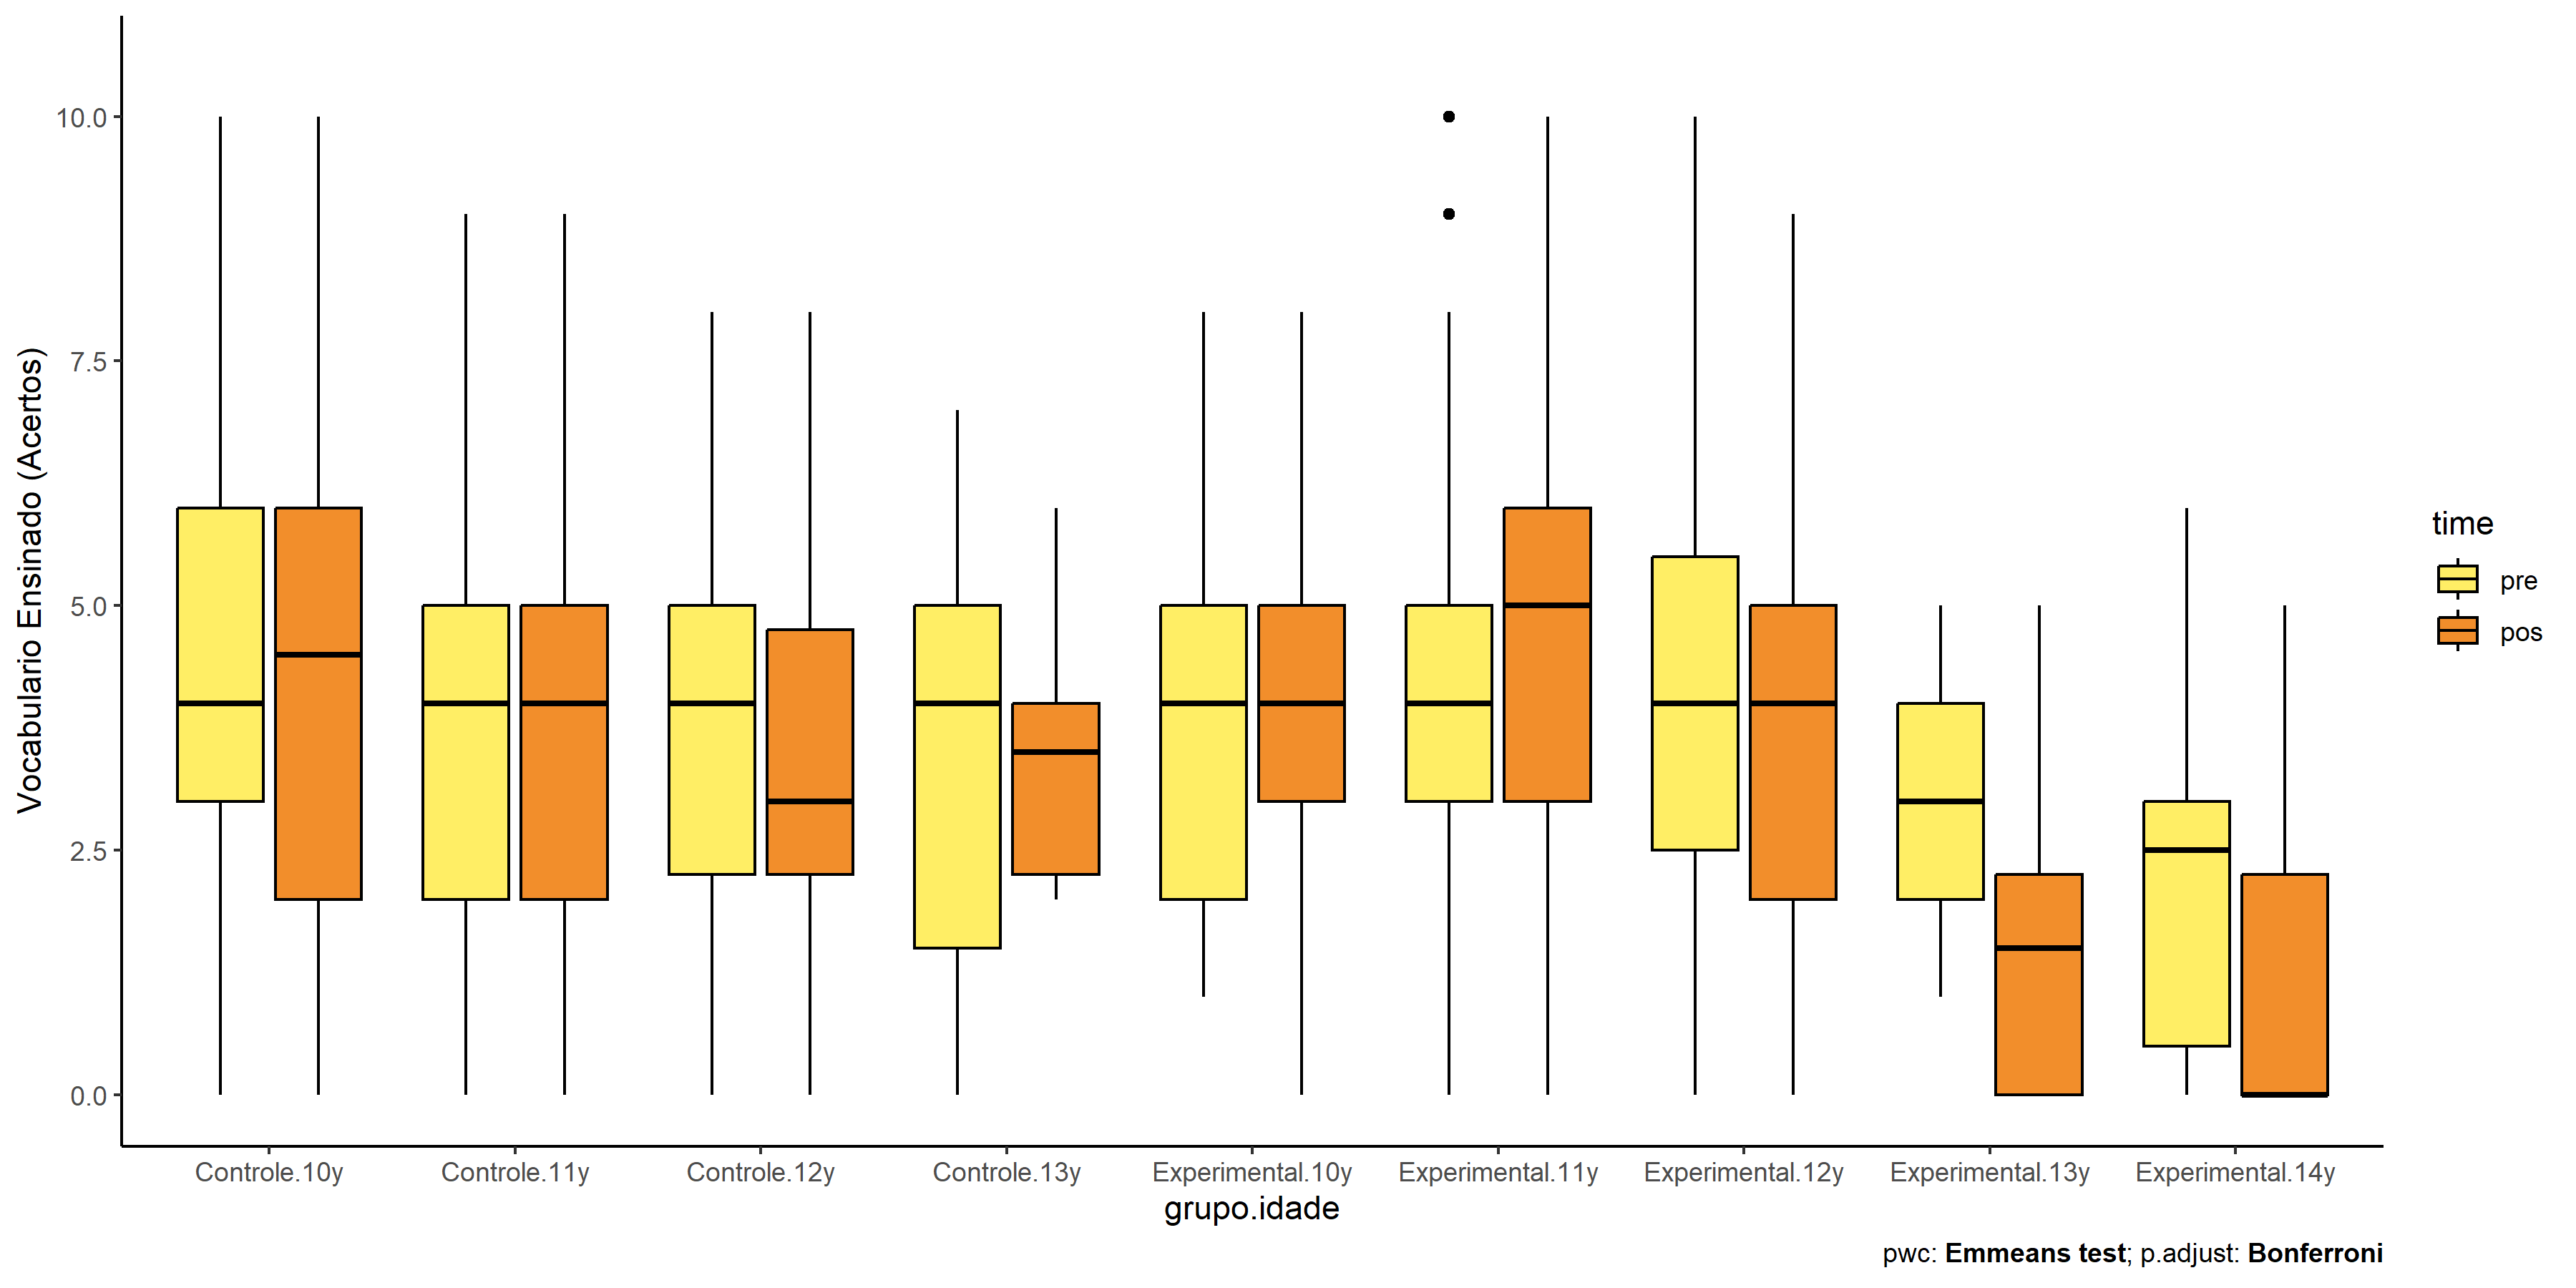 Vocabulario Ensinado (Acertos)
10.0
7.5
5.0
2.5
0.0
Controle.10y Controle.11y Controle.12y Controle.13y Experimental.10y Experimental.11y Experimental.12y Experimental.13y Experimental.14y
grupo.idade
time
pre
pos
pwc: Emmeans test; p.adjust: Bonferroni